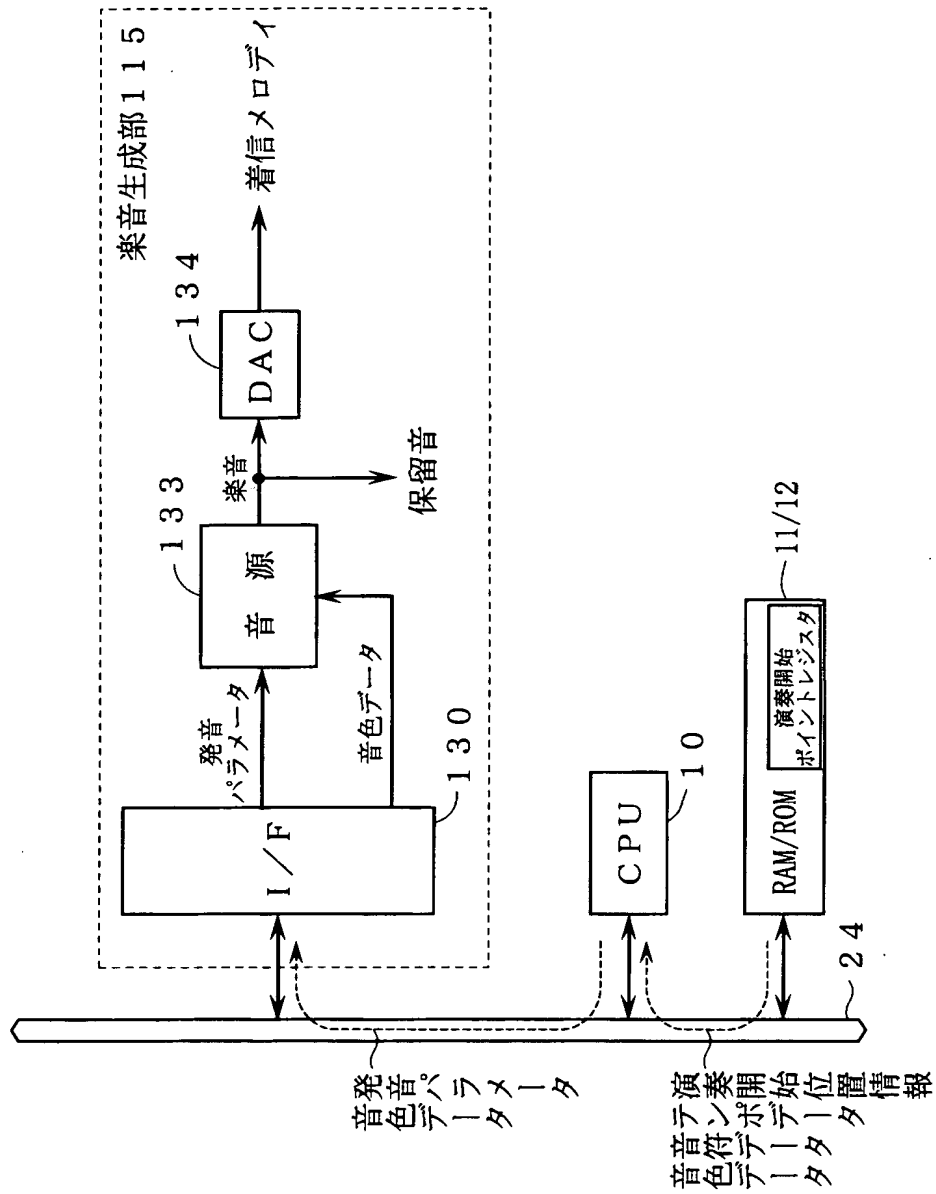 楽音生成部１１５
着信メロディ
１３４
ＤＡＣ
楽音
保留音
１３３
音　源
発音
パラメータ
音色データ
１３０
Ｉ／Ｆ
ＣＰＵ
１０
11/12
演奏開始
ポイントレジスタ
RAM/ROM
２４
発音パラメータ
音色データ
演奏開始位置情報
テンポデータ
音符データ
音色データ